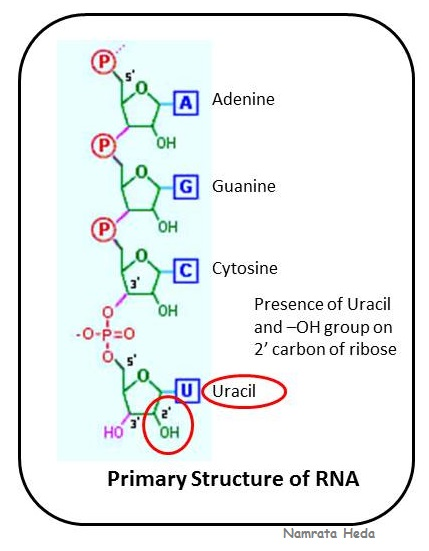 P
5'
O
A Adenine
OH
P
O
G Guanine
OH
P
O
C Cytosine
3'
O
OH
Presence of Uracil
and –OH group on
2' carbon of ribose
-O-P=O
O
5'
O
U Uracil
HO 3' 2' OH
Primary Structure of RNA
Namrata Heda